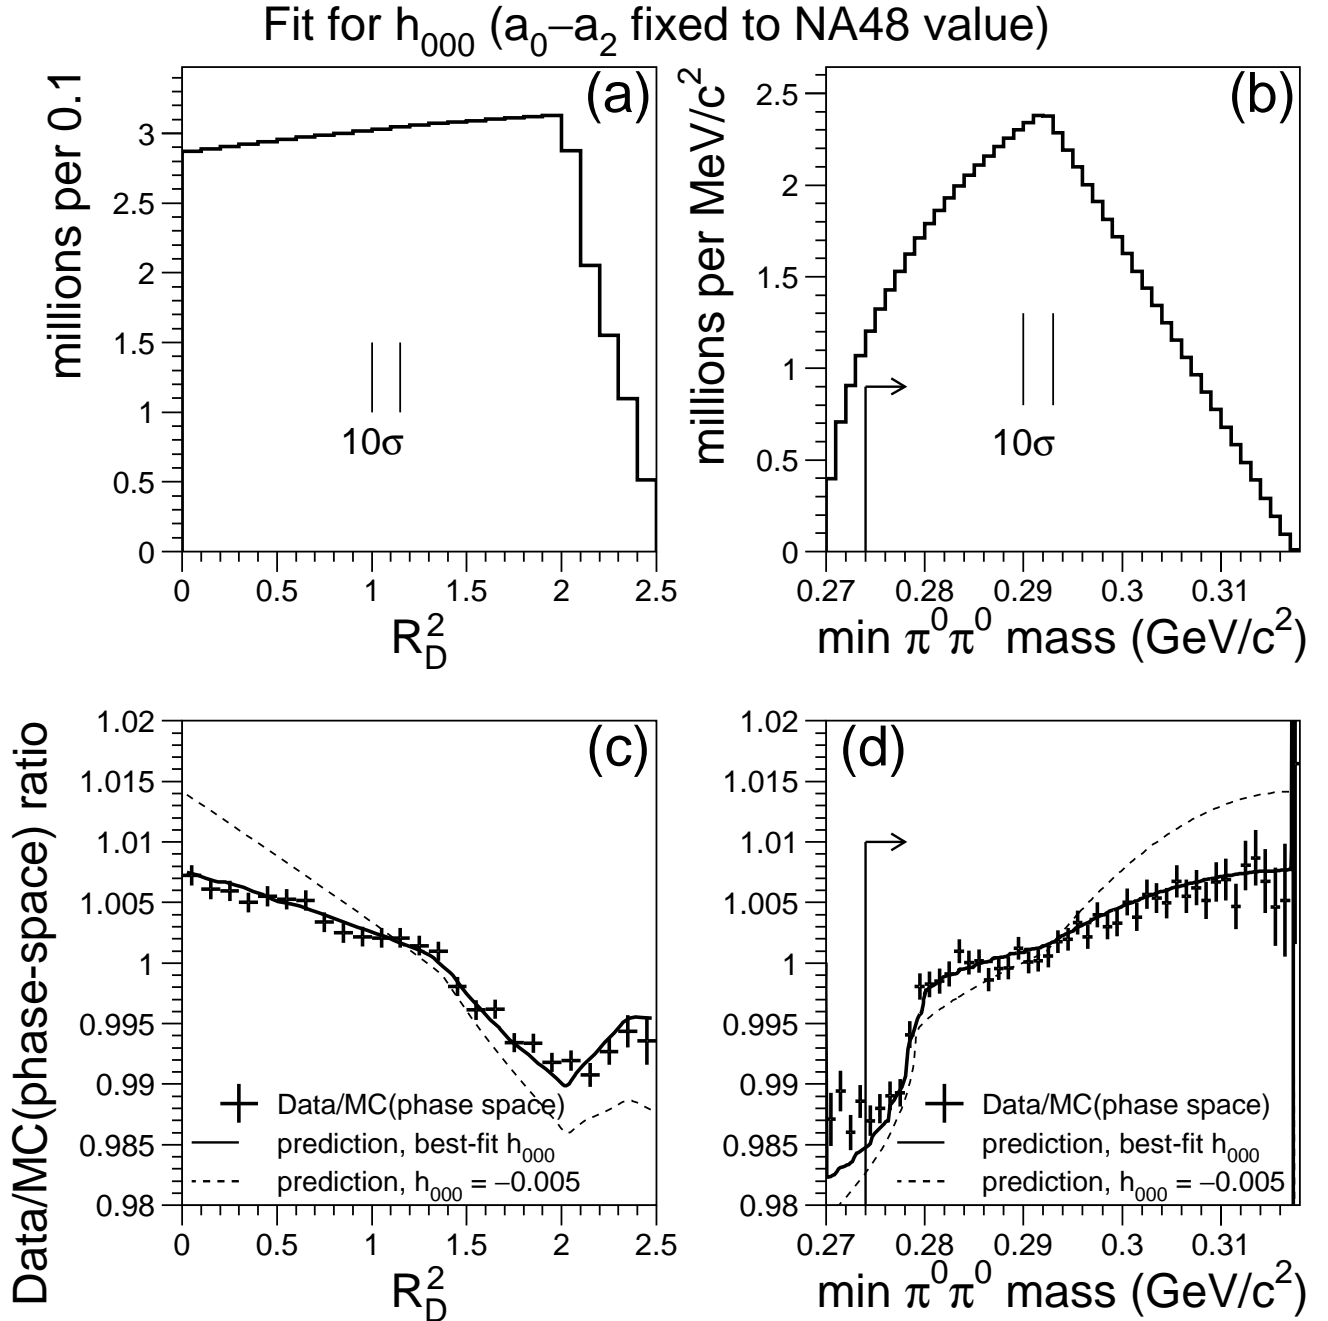 Fit for h₀₀₀ (a₀–a₂ fixed to NA48 value)
(a)
millions per 0.1
3
2.5
2
1.5
1
0.5
0
10σ
0 0.5 1 1.5 2 2.5
R²_D
(b)
millions per MeV/c²
2.5
2
1.5
1
0.5
0
10σ
0.27 0.28 0.29 0.3 0.31
min π⁰π⁰ mass (GeV/c²)
(c)
Data/MC(phase-space) ratio
1.02
1.015
1.01
1.005
1
0.995
0.99
0.985
0.98
Data/MC(phase space)
prediction, best-fit h₀₀₀
prediction, h₀₀₀ = −0.005
0 0.5 1 1.5 2 2.5
R²_D
(d)
1.02
1.015
1.01
1.005
1
0.995
0.99
0.985
0.98
Data/MC(phase space)
prediction, best-fit h₀₀₀
prediction, h₀₀₀ = −0.005
0.27 0.28 0.29 0.3 0.31
min π⁰π⁰ mass (GeV/c²)